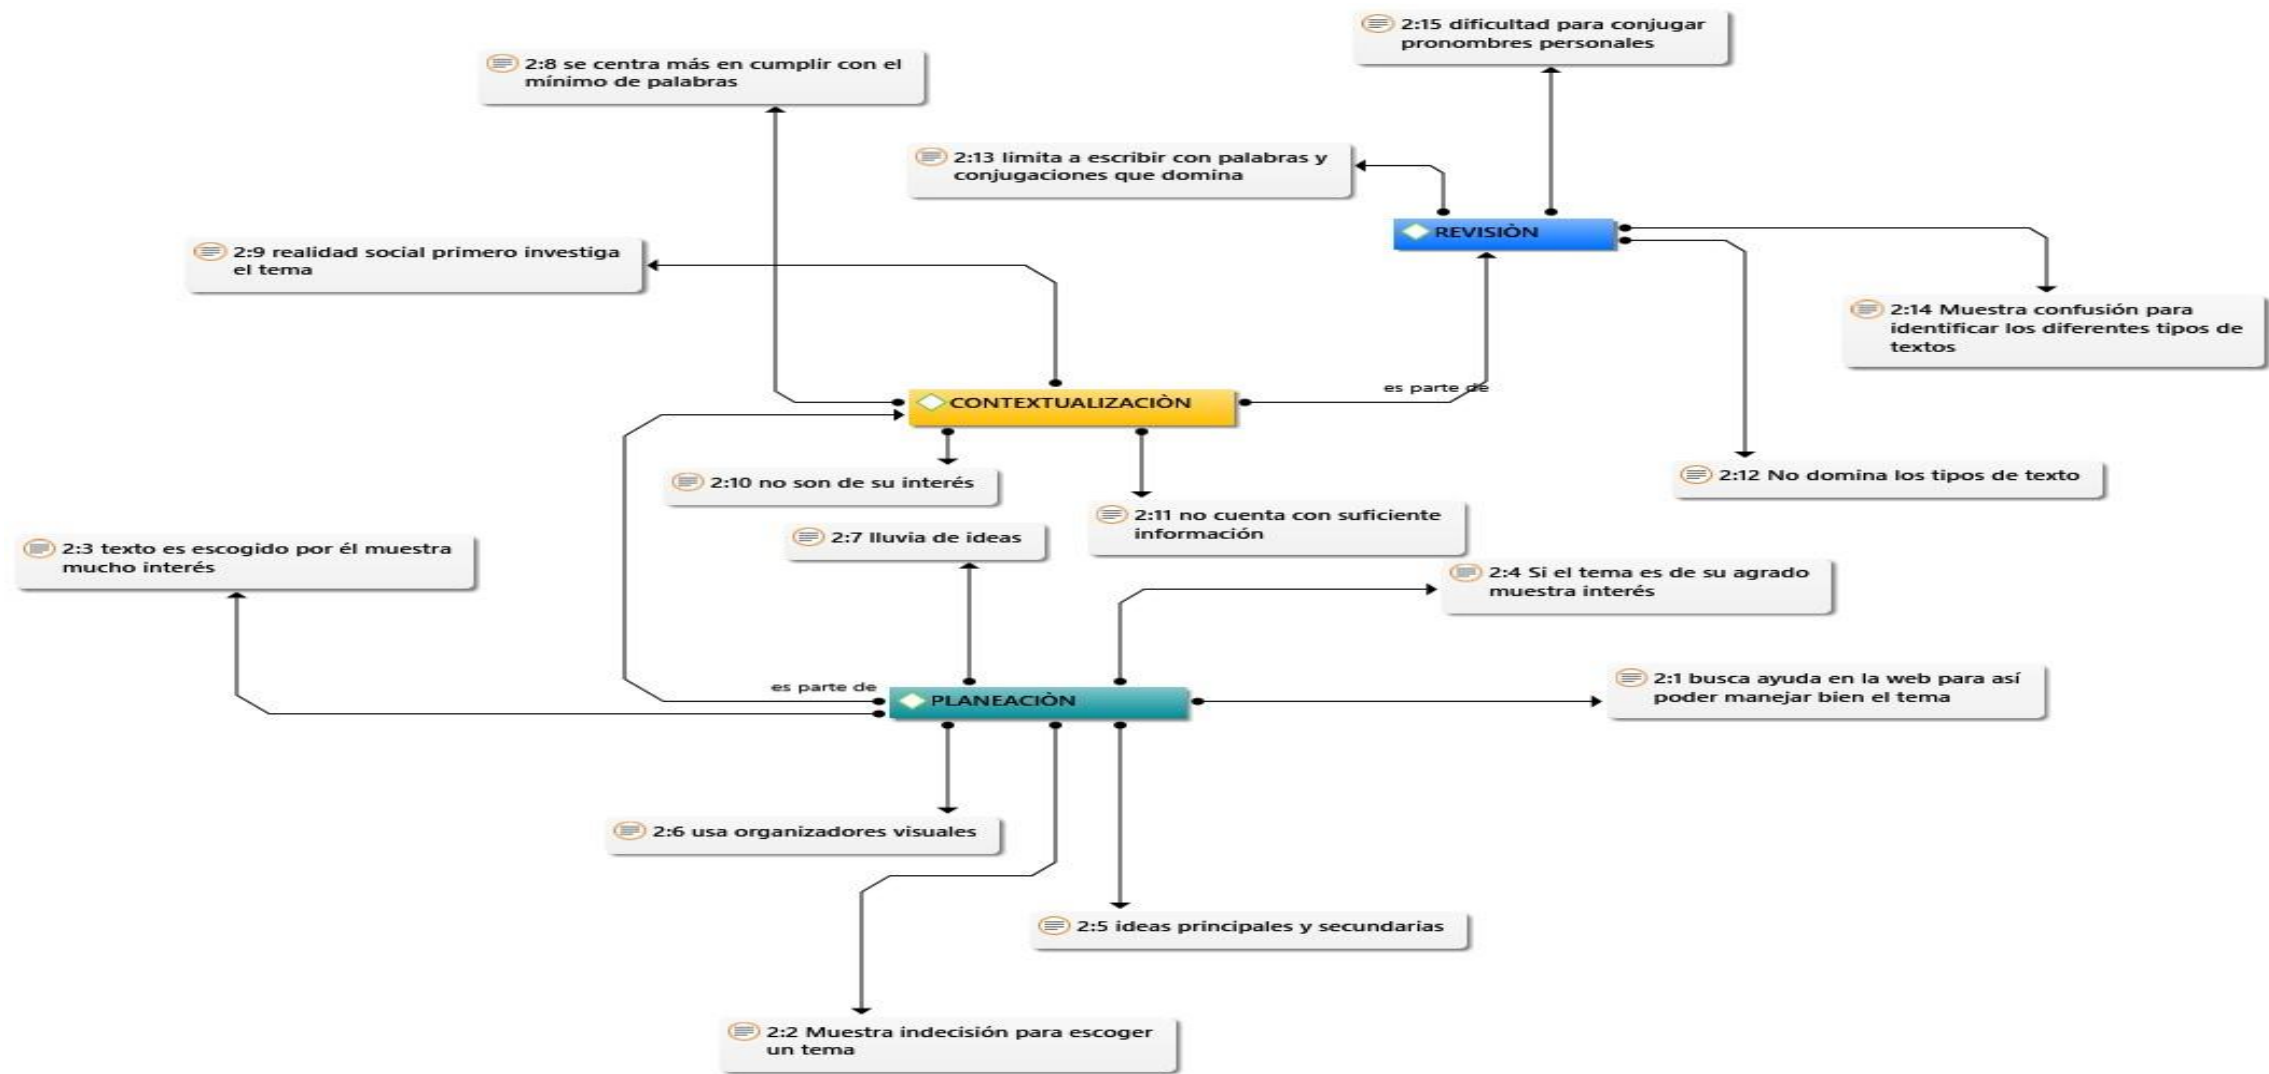 2:15 dificultad para conjugar
pronombres personales
2:8 se centra más en cumplir con el
mínimo de palabras
2:13 limita a escribir con palabras y
conjugaciones que domina
REVISIÒN
2:9 realidad social primero investiga
el tema
2:14 Muestra confusión para
identificar los diferentes tipos de
textos
es parte de
CONTEXTUALIZACIÒN
2:10 no son de su interés
2:12 No domina los tipos de texto
2:11 no cuenta con suficiente
información
2:7 lluvia de ideas
2:3 texto es escogido por él muestra
mucho interés
2:4 Si el tema es de su agrado
muestra interés
2:1 busca ayuda en la web para así
poder manejar bien el tema
es parte de
PLANEACIÒN
2:6 usa organizadores visuales
2:5 ideas principales y secundarias
2:2 Muestra indecisión para escoger
un tema